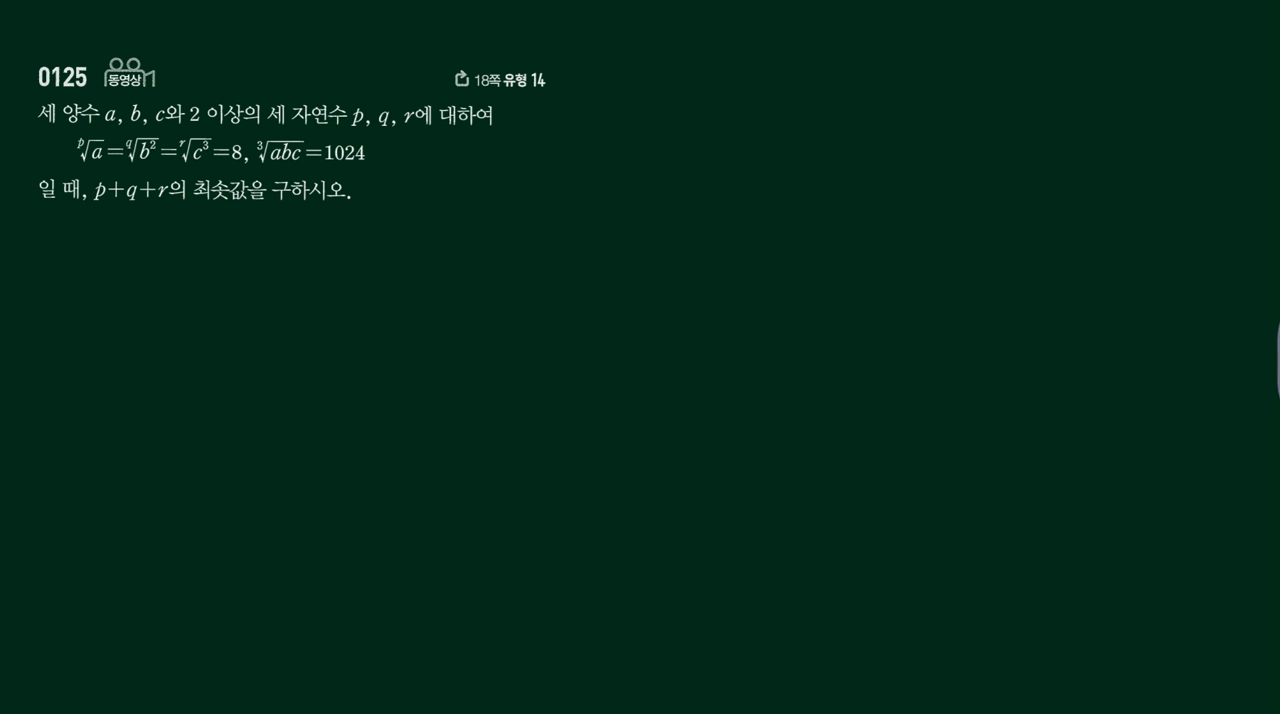 0125 동영상 18쪽 유형 14
세 양수 a, b, c와 2 이상의 세 자연수 p, q, r에 대하여
ᵖ√a=ᑫ√b²=ʳ√c³=8, ³√abc=1024
일 때, p+q+r의 최솟값을 구하시오.